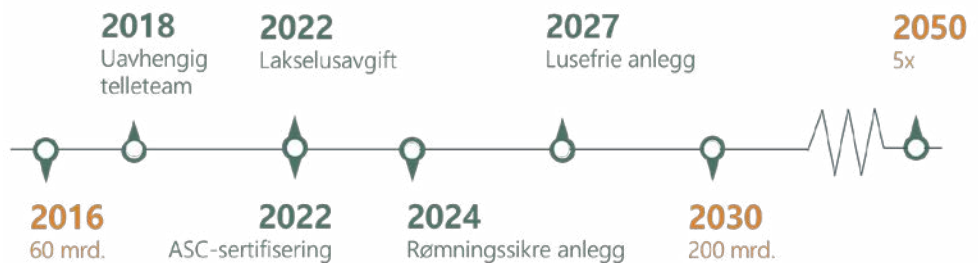 2018
Uavhengig
telleteam
2022
Lakselusavgift
2027
Lusefrie anlegg
2050
5x
2016
60 mrd.
2022
ASC-sertifisering
2024
Rømningssikre anlegg
2030
200 mrd.